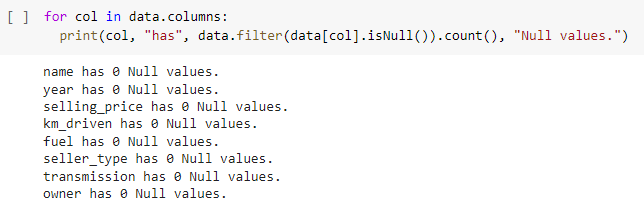 [ ] for col in data.columns:
print(col, "has", data.filter(data[col].isNull()).count(), "Null values.")
name has 0 Null values.
year has 0 Null values.
selling_price has 0 Null values.
km_driven has 0 Null values.
fuel has 0 Null values.
seller_type has 0 Null values.
transmission has 0 Null values.
owner has 0 Null values.